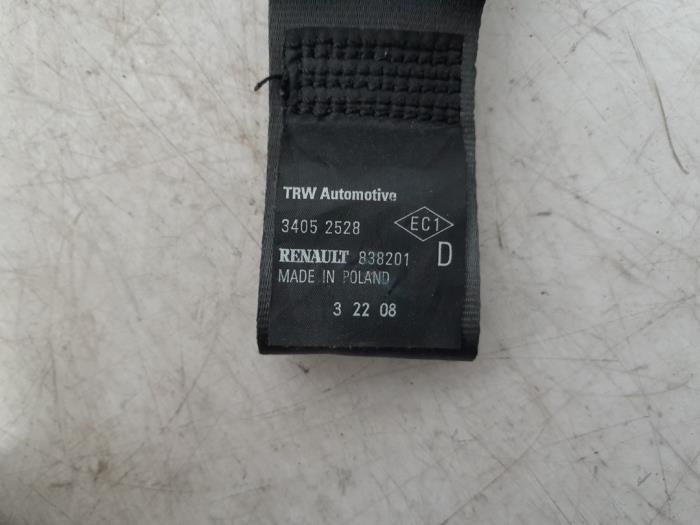 TRW Automotive
3405 2528 EC1
RENAULT 838201 D
MADE IN POLAND
3 22 08